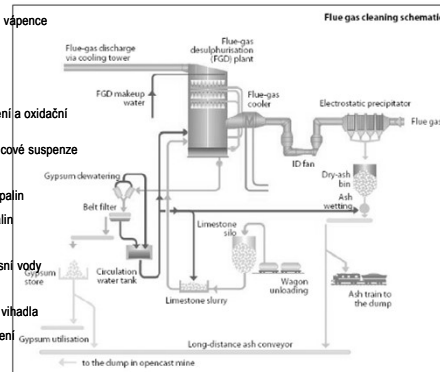 vápence
ení a oxidační
cové suspenze
palin
alin
sní vody
vihadla
ení
Flue gas cleaning schematic
Flue-gas discharge
via cooling tower
Flue-gas
desulphurisation
(FGD) plant
FGD makeup
water
Flue-gas
cooler
Electrostatic precipitator
Flue gas
ID fan
Dry-ash
bin
Ash
wetting
Gypsum dewatering
Belt filter
Limestone
silo
Gypsum
store
Circulation
water tank
Limestone slurry
Wagon
unloading
Ash train to
the dump
Gypsum utilisation
Long-distance ash conveyor
to the dump in opencast mine